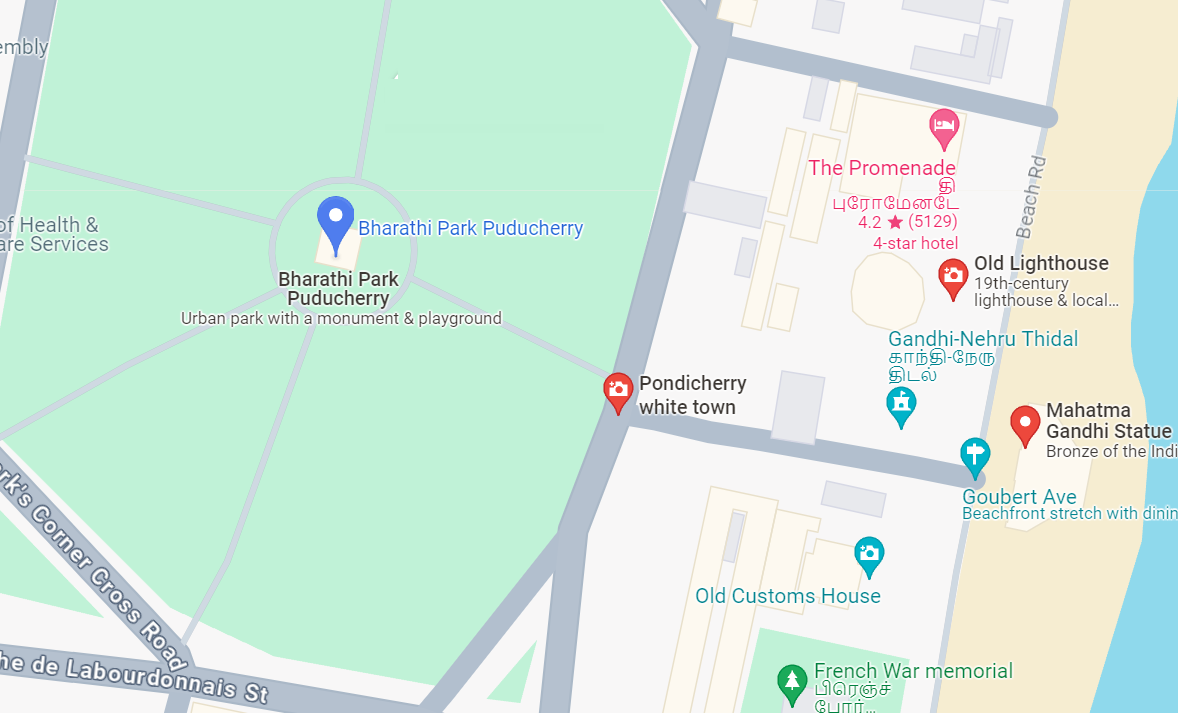 embly
The Promenade
தி
புரோமேனடே
4.2 ★ (5129)
4-star hotel
Beach Rd
of Health &
are Services
Bharathi Park Puducherry
Bharathi Park
Puducherry
Urban park with a monument & playground
Old Lighthouse
19th-century
lighthouse & local...
Gandhi-Nehru Thidal
காந்தி-நேரு
திடல்
Pondicherry
white town
Mahatma
Gandhi Statue
Bronze of the Indi
Goubert Ave
Beachfront stretch with dinin
ark's Corner Cross Road
Old Customs House
he de Labourdonnais St
French War memorial
பிரெஞ்ச்
போர்...